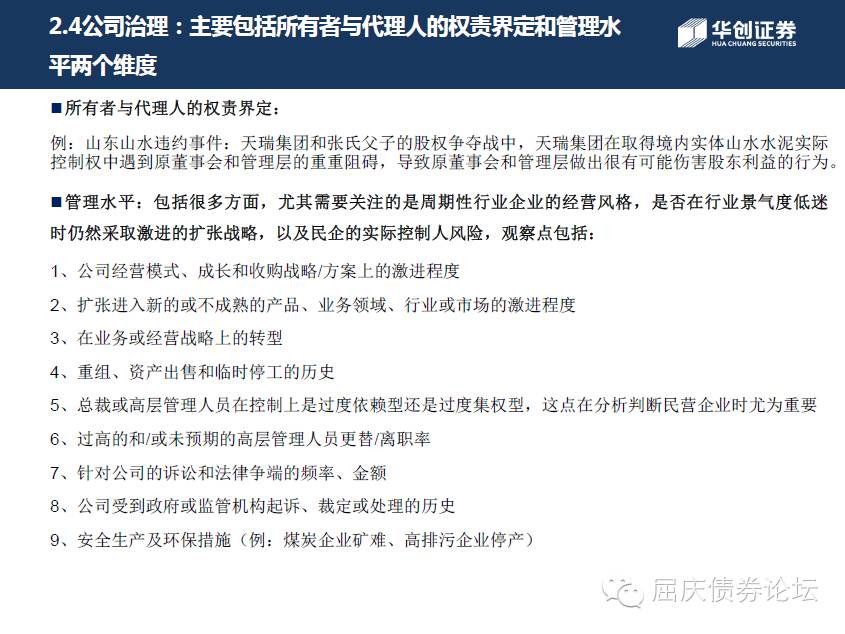 2.4公司治理：主要包括所有者与代理人的权责界定和管理水
平两个维度
华创证券
HUA CHUANG SECURITIES
■所有者与代理人的权责界定：
例：山东山水违约事件：天瑞集团和张氏父子的股权争夺战中，天瑞集团在取得境内实体山水水泥实际
控制权中遇到原董事会和管理层的重重阻碍，导致原董事会和管理层做出很有可能伤害股东利益的行为。
■管理水平：包括很多方面，尤其需要关注的是周期性行业企业的经营风格，是否在行业景气度低迷
时仍然采取激进的扩张战略，以及民企的实际控制人风险，观察点包括：
1、公司经营模式、成长和收购战略/方案上的激进程度
2、扩张进入新的或不成熟的产品、业务领域、行业或市场的激进程度
3、在业务或经营战略上的转型
4、重组、资产出售和临时停工的历史
5、总裁或高层管理人员在控制上是过度依赖型还是过度集权型，这点在分析判断民营企业时尤为重要
6、过高的和/或未预期的高层管理人员更替/离职率
7、针对公司的诉讼和法律争端的频率、金额
8、公司受到政府或监管机构起诉、裁定或处理的历史
9、安全生产及环保措施（例：煤炭企业矿难、高排污企业停产）
屈庆债券论坛